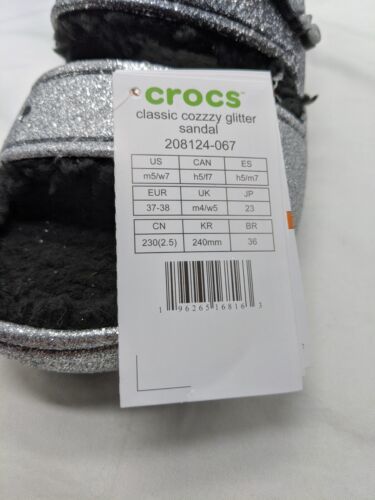 crocs™
classic cozzzy glitter
sandal
208124-067
US CAN ES
m5/w7 h5/f7 h5/m7
EUR UK JP
37-38 m4/w5 23
CN KR BR
230(2.5) 240mm 36
1 96265 16816 3